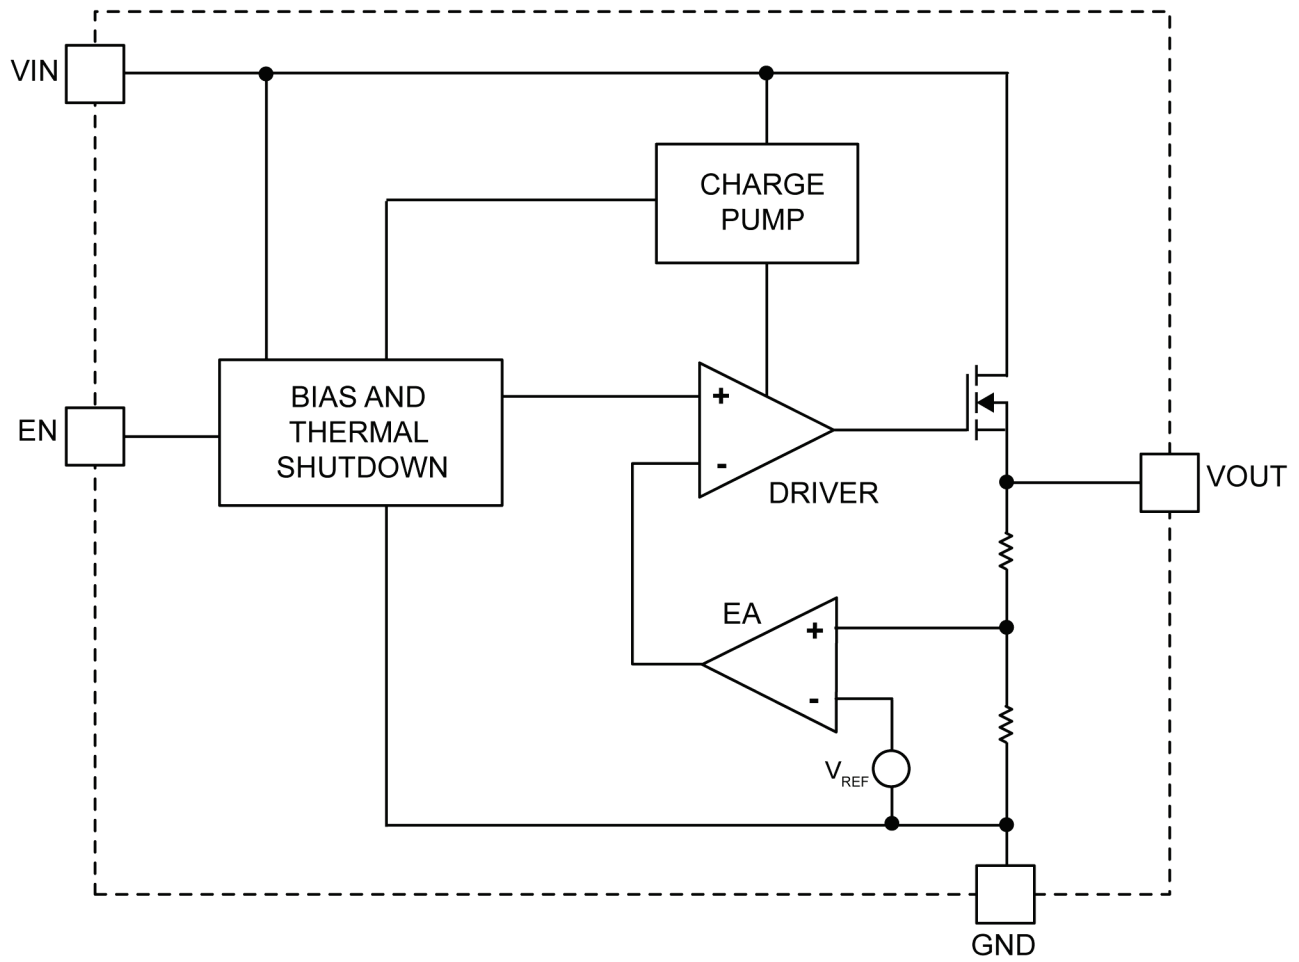 VIN
CHARGE
PUMP
BIAS AND
THERMAL
SHUTDOWN
EN
+
-
DRIVER
VOUT
EA
+
-
VREF
GND